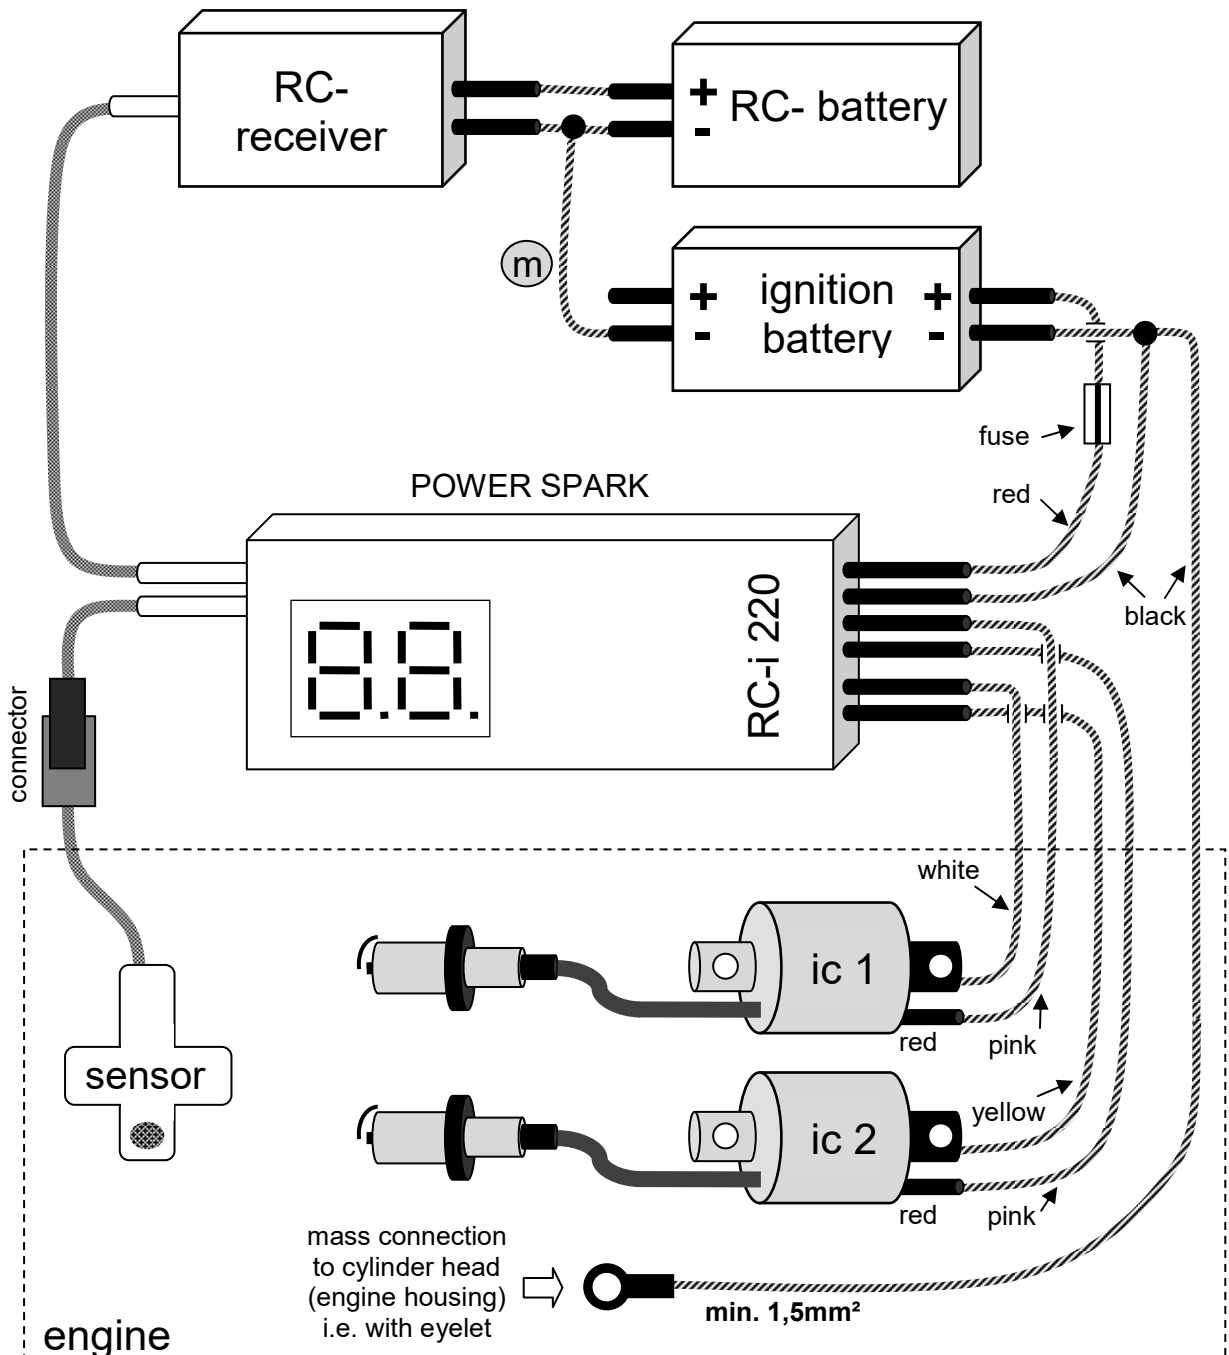 RC-
receiver
+
-
RC- battery
m
+
-
ignition
battery
+
-
fuse
red
POWER SPARK
8.8.
RC-i 220
black
connector
white
ic 1
red
pink
sensor
yellow
ic 2
red
pink
mass connection
to cylinder head
(engine housing)
i.e. with eyelet
min. 1,5mm²
engine